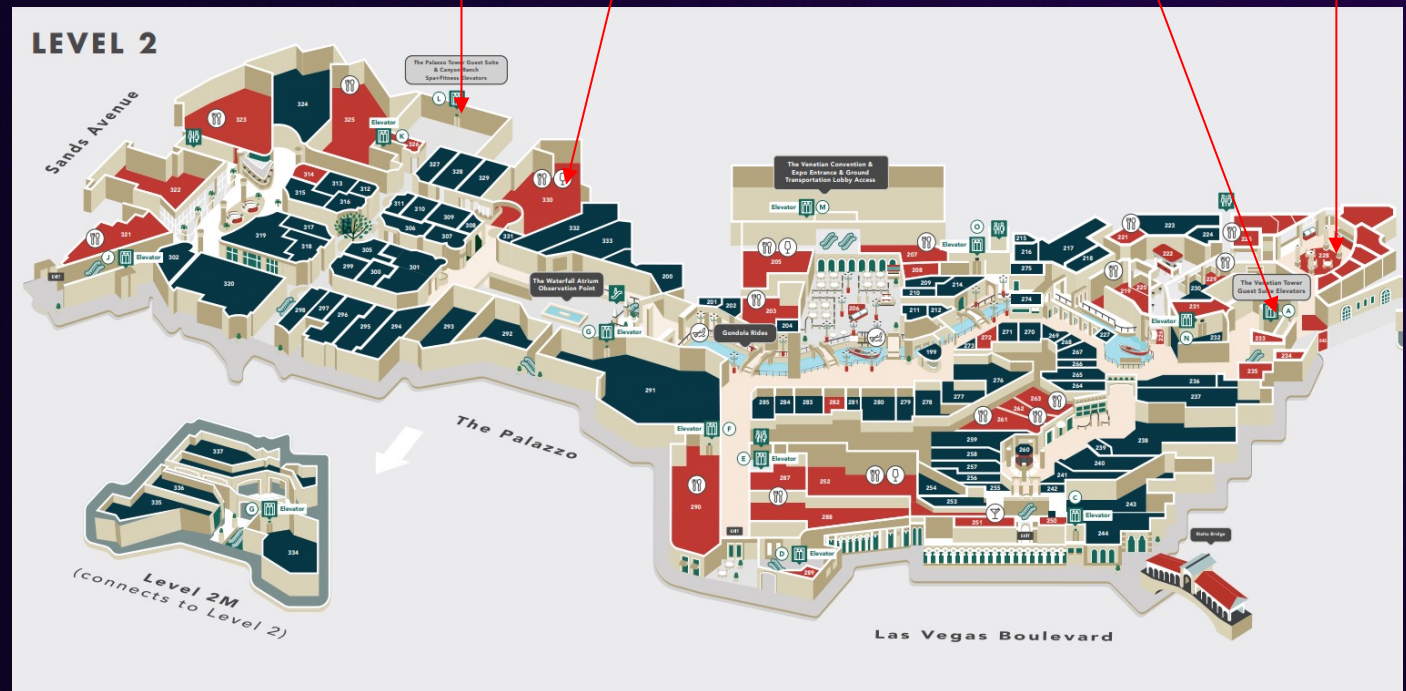 LEVEL 2
Sands Avenue
The Palazzo Tower Guest Suite
& Canyon Ranch
Spa+Fitness Elevators
L
324
323
325
Elevator
K
326
322
314
313
312
315
316
327
328
329
330
321
J
Elevator
EXIT
302
319
317
318
311
310
309
308
306
307
305
299
300
301
331
332
333
200
320
298
297
296
295
294
293
292
The Waterfall Atrium
Observation Point
G
Elevator
291
The Venetian Convention &
Expo Entrance & Ground
Transportation Lobby Access
Elevator
M
205
203
201
202
204
Gondola Rides
206
207
208
209
210
211
212
214
O
Elevator
215
216
275
274
217
218
223
224
221
222
219
220
229
230
231
228
The Venetian Tower
Guest Suite Elevators
A
Elevator
N
232
233
234
235
227
199
273
272
271
270
269
268
267
266
265
264
236
237
238
276
277
278
279
280
281
282
283
284
285
263
262
261
260
259
258
257
256
255
254
253
252
251
250
239
240
241
242
243
244
C
Elevator
EXIT
Elevator
F
E
Elevator
287
288
290
EXIT
D
Elevator
289
The Palazzo
337
336
335
G
Elevator
334
Level 2M
(connects to Level 2)
Rialto Bridge
Las Vegas Boulevard